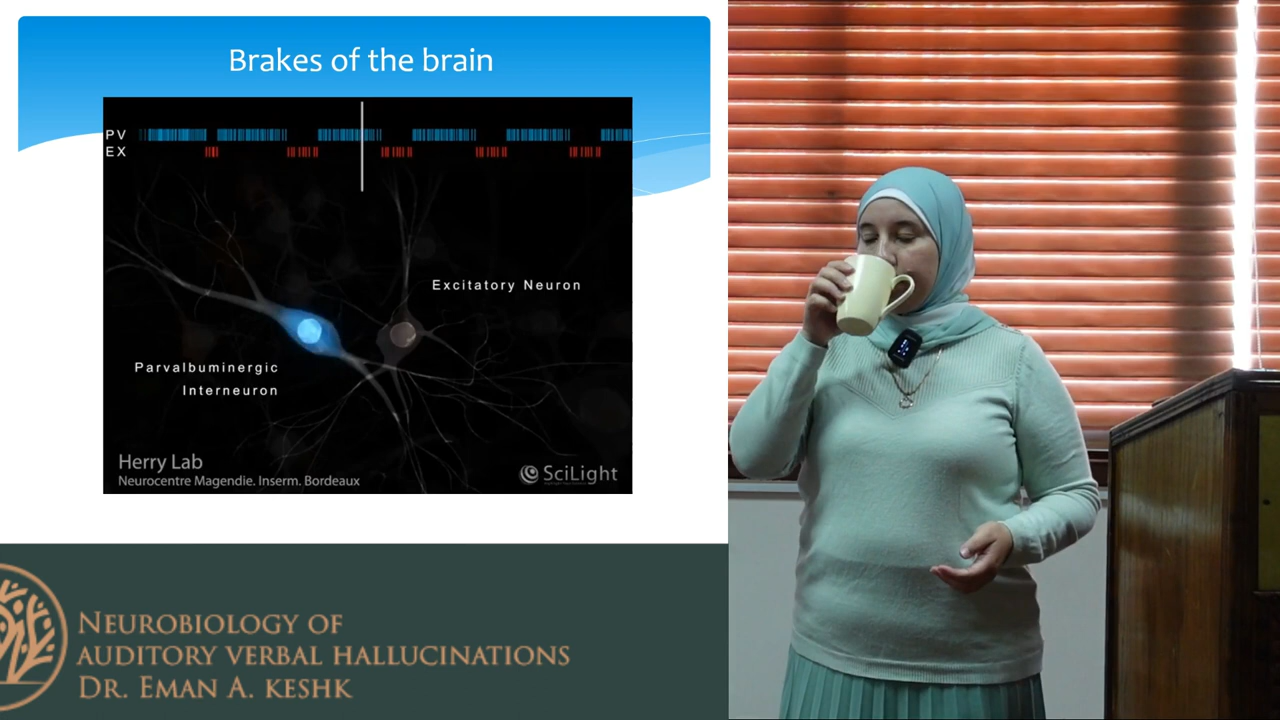 Brakes of the brain
PV
EX
Excitatory Neuron
Parvalbuminergic
Interneuron
Herry Lab
Neurocentre Magendie. Inserm. Bordeaux
SciLight
NEUROBIOLOGY OF
AUDITORY VERBAL HALLUCINATIONS
DR. EMAN A. KESHK